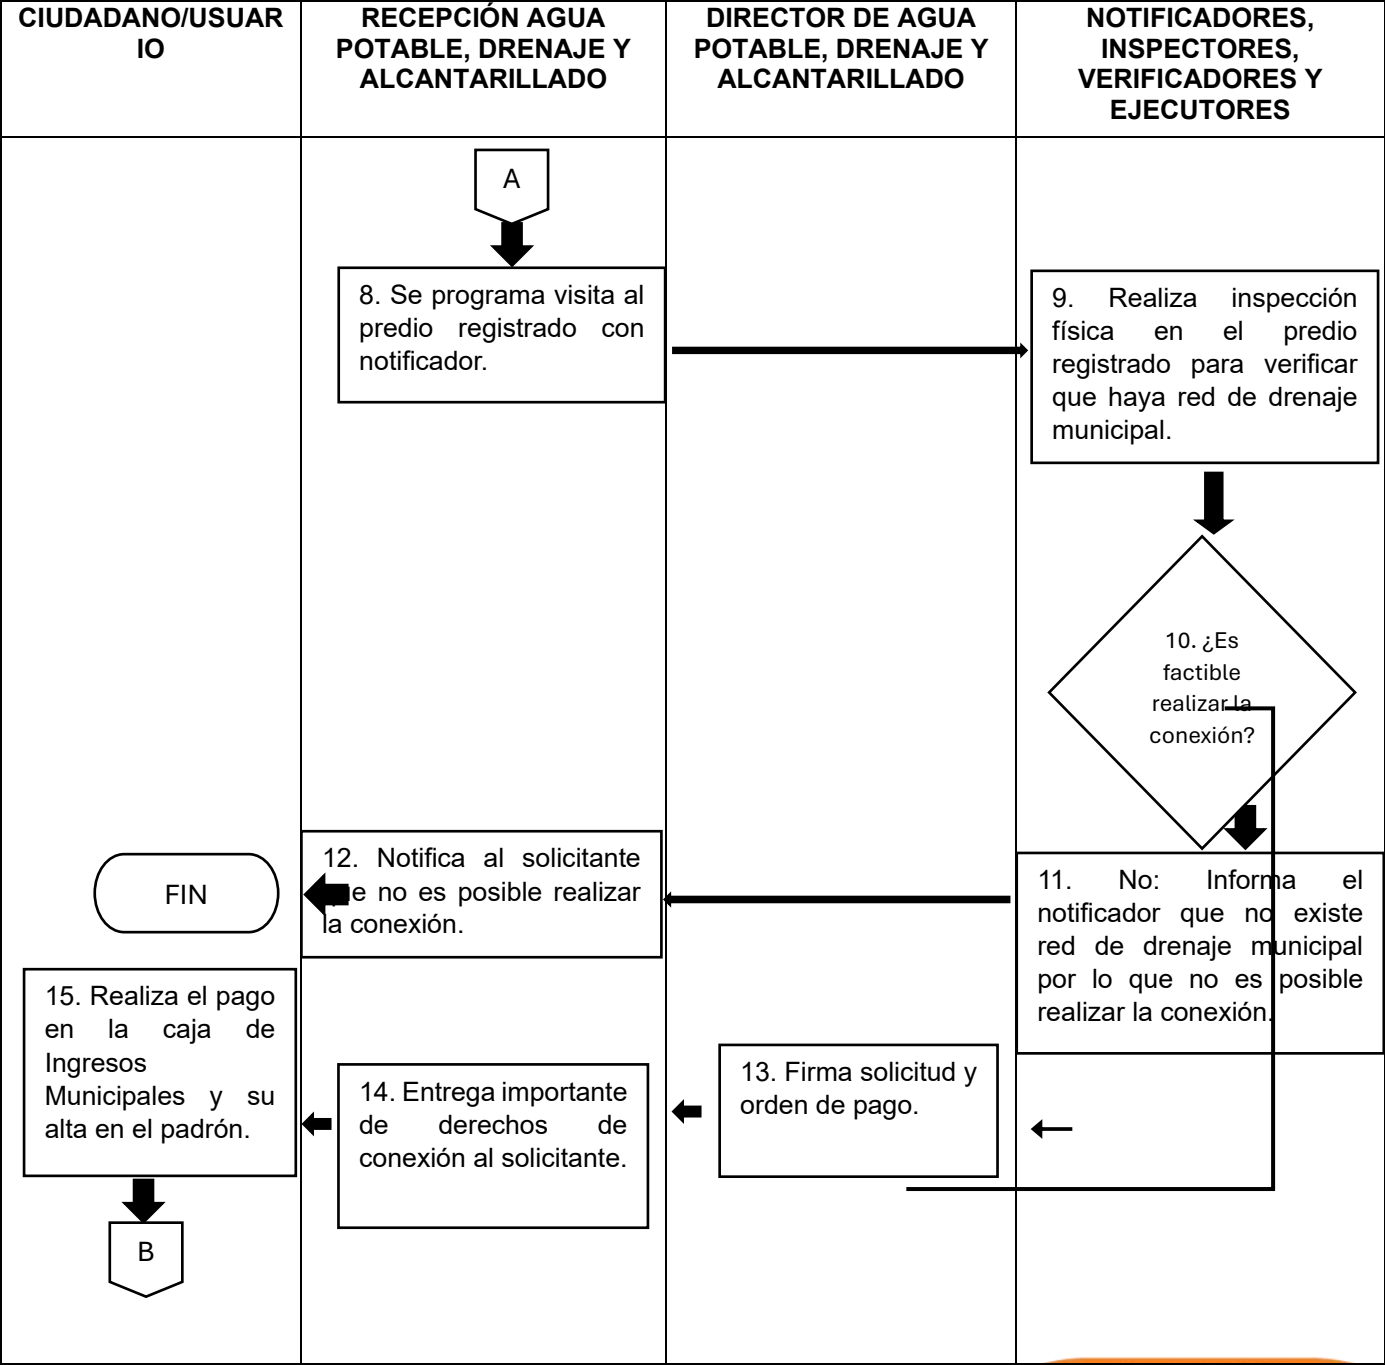 CIUDADANO/USUAR
IO
RECEPCIÓN AGUA
POTABLE, DRENAJE Y
ALCANTARILLADO
DIRECTOR DE AGUA
POTABLE, DRENAJE Y
ALCANTARILLADO
NOTIFICADORES,
INSPECTORES,
VERIFICADORES Y
EJECUTORES
A
8. Se programa visita al
predio registrado con
notificador.
9. Realiza inspección
física en el predio
registrado para verificar
que haya red de drenaje
municipal.
10. ¿Es
factible
realizar la
conexión?
11. No: Informa el
notificador que no existe
red de drenaje municipal
por lo que no es posible
realizar la conexión.
12. Notifica al solicitante
que no es posible realizar
la conexión.
FIN
13. Firma solicitud y
orden de pago.
14. Entrega importante
de derechos de
conexión al solicitante.
15. Realiza el pago
en la caja de
Ingresos
Municipales y su
alta en el padrón.
B